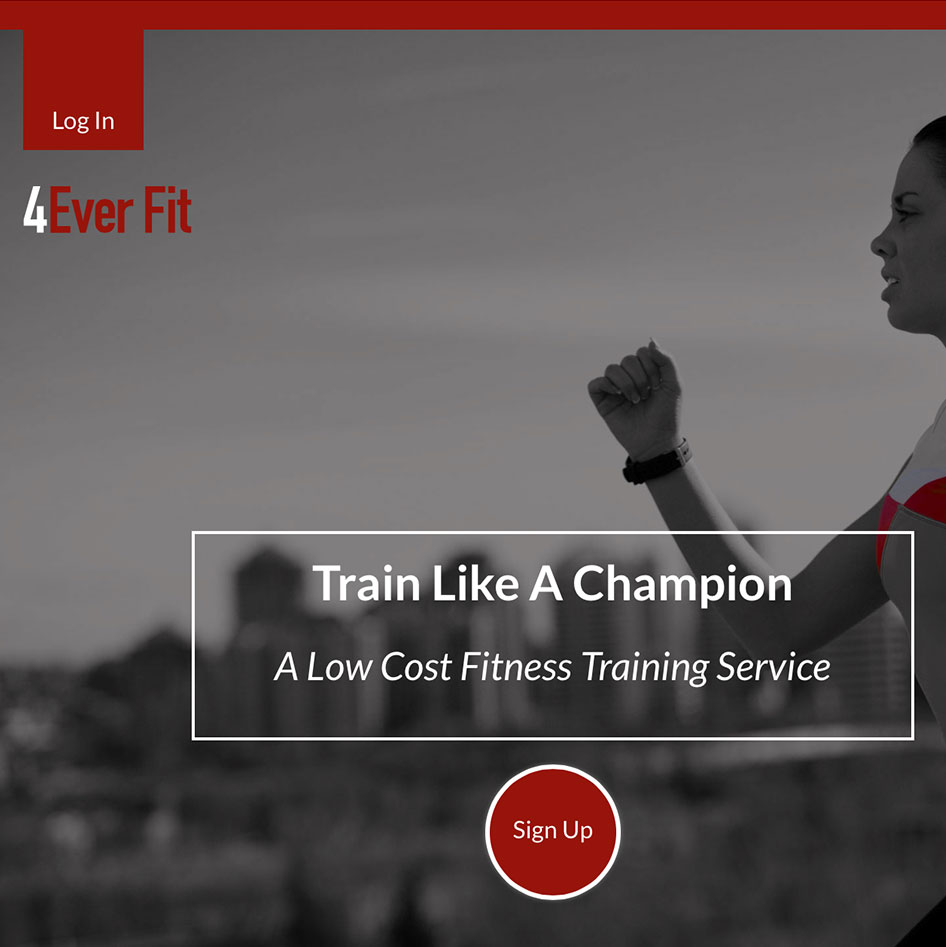 Log In
4Ever Fit
Train Like A Champion
A Low Cost Fitness Training Service
Sign Up